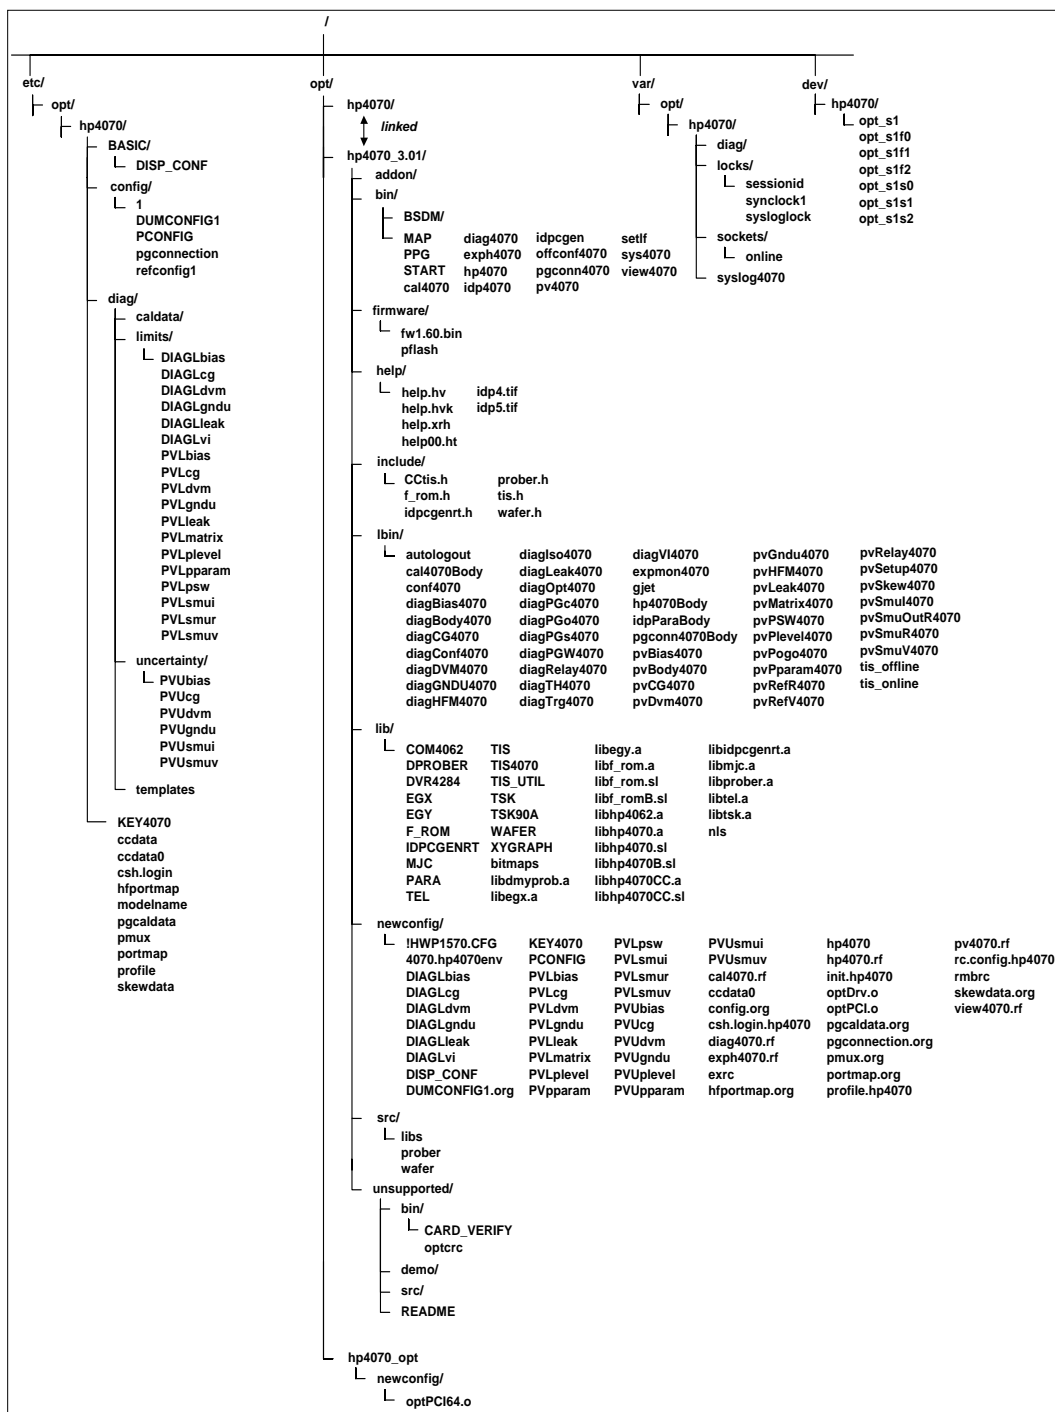 /
etc/
opt/
hp4070/
BASIC/
DISP_CONF
config/
1
DUMCONFIG1
PCONFIG
pgconnection
refconfig1
diag/
caldata/
limits/
DIAGLbias
DIAGLcg
DIAGLdvm
DIAGLgndu
DIAGLleak
DIAGLvi
PVLbias
PVLcg
PVLdvm
PVLgndu
PVLleak
PVLmatrix
PVLplevel
PVLpparam
PVLpsw
PVLsmui
PVLsmur
PVLsmuv
uncertainty/
PVUbias
PVUcg
PVUdvm
PVUgndu
PVUsmui
PVUsmuv
templates
KEY4070
ccdata
ccdata0
csh.login
hfportmap
modelname
pgcaldata
pmux
portmap
profile
skewdata
opt/
hp4070/
linked
hp4070_3.01/
addon/
bin/
BSDM/
MAP diag4070 idpcgen setlf
PPG exph4070 offconf4070 sys4070
START hp4070 pgconn4070 view4070
cal4070 idp4070 pv4070
firmware/
fw1.60.bin
pflash
help/
help.hv idp4.tif
help.hvk idp5.tif
help.xrh
help00.ht
include/
CCtis.h prober.h
f_rom.h tis.h
idpcgenrt.h wafer.h
lbin/
autologout diagIso4070 diagVI4070 pvGndu4070 pvRelay4070
cal4070Body diagLeak4070 expmon4070 pvHFM4070 pvSetup4070
conf4070 diagOpt4070 gjet pvLeak4070 pvSkew4070
diagBias4070 diagPGc4070 hp4070Body pvMatrix4070 pvSmuI4070
diagBody4070 diagPGo4070 idpParaBody pvPSW4070 pvSmuOutR4070
diagCG4070 diagPGs4070 pgconn4070Body pvPlevel4070 pvSmuR4070
diagConf4070 diagPGW4070 pvBias4070 pvPogo4070 pvSmuV4070
diagDVM4070 diagRelay4070 pvBody4070 pvPparam4070 tis_offline
diagGNDU4070 diagTH4070 pvCG4070 pvRefR4070 tis_online
diagHFM4070 diagTrg4070 pvDvm4070 pvRefV4070
lib/
COM4062 TIS libegy.a libidpcgenrt.a
DPROBER TIS4070 libf_rom.a libmjc.a
DVR4284 TIS_UTIL libf_rom.sl libprober.a
EGX TSK libf_romB.sl libtel.a
EGY TSK90A libhp4062.a libtsk.a
F_ROM WAFER libhp4070.a nls
IDPCGENRT XYGRAPH libhp4070.sl
MJC bitmaps libhp4070B.sl
PARA libdmyprob.a libhp4070CC.a
TEL libegx.a libhp4070CC.sl
newconfig/
!HWP1570.CFG KEY4070 PVLpsw PVUsmui hp4070 pv4070.rf
4070.hp4070env PCONFIG PVLsmui PVUsmuv hp4070.rf rc.config.hp4070
DIAGLbias PVLbias PVLsmur cal4070.rf init.hp4070 rmbrc
DIAGLcg PVLcg PVLsmuv ccdata0 optDrv.o skewdata.org
DIAGLdvm PVLdvm PVUbias config.org optPCI.o view4070.rf
DIAGLgndu PVLgndu PVUcg csh.login.hp4070 pgcaldata.org
DIAGLleak PVLleak PVUdvm diag4070.rf pgconnection.org
DIAGLvi PVLmatrix PVUgndu exph4070.rf pmux.org
DISP_CONF PVLplevel PVUplevel exrc portmap.org
DUMCONFIG1.org PVpparam PVUpparam hfportmap.org profile.hp4070
src/
libs
prober
wafer
unsupported/
bin/
CARD_VERIFY
optcrc
demo/
src/
README
hp4070_opt
newconfig/
optPCI64.o
var/
opt/
hp4070/
diag/
locks/
sessionid
synclock1
sysloglock
sockets/
online
syslog4070
dev/
hp4070/
opt_s1
opt_s1f0
opt_s1f1
opt_s1f2
opt_s1s0
opt_s1s1
opt_s1s2